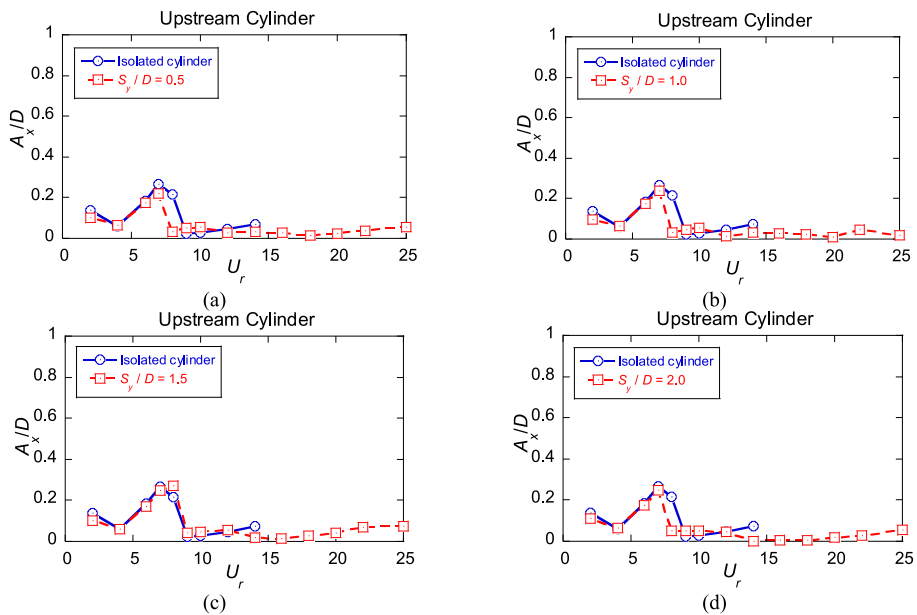 Upstream Cylinder
1
0.8
0.6
0.4
0.2
0
Isolated cylinder
S_y / D = 0.5
A_x/D
0 5 10 15 20 25
U_r
(a)
Upstream Cylinder
1
0.8
0.6
0.4
0.2
0
Isolated cylinder
S_y / D = 1.0
A_x/D
0 5 10 15 20 25
U_r
(b)
Upstream Cylinder
1
0.8
0.6
0.4
0.2
0
Isolated cylinder
S_y / D = 1.5
A_x/D
0 5 10 15 20 25
U_r
(c)
Upstream Cylinder
1
0.8
0.6
0.4
0.2
0
Isolated cylinder
S_y / D = 2.0
A_x/D
0 5 10 15 20 25
U_r
(d)